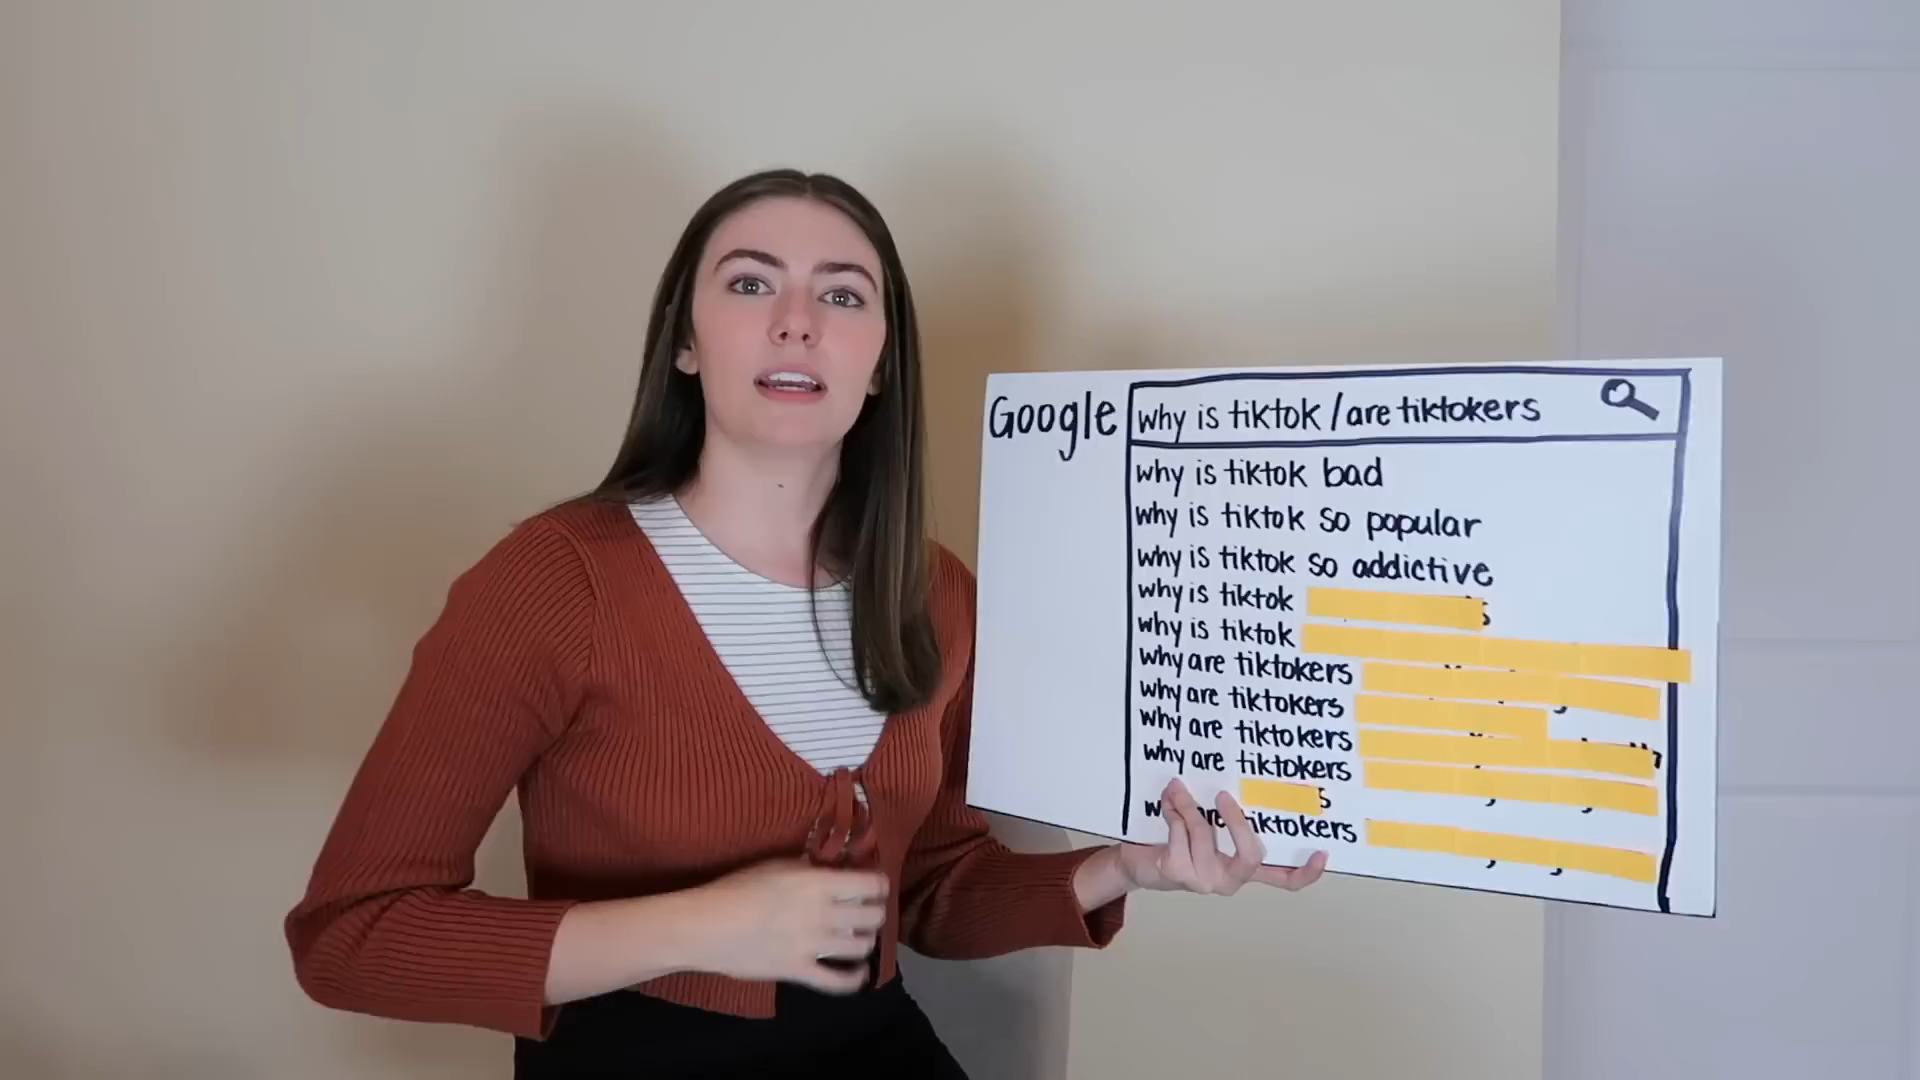 Google
why is tiktok / are tiktokers
why is tiktok bad
why is tiktok so popular
why is tiktok so addictive
why is tiktok
why is tiktok
why are tiktokers
why are tiktokers
why are tiktokers
why are tiktokers
are tiktokers